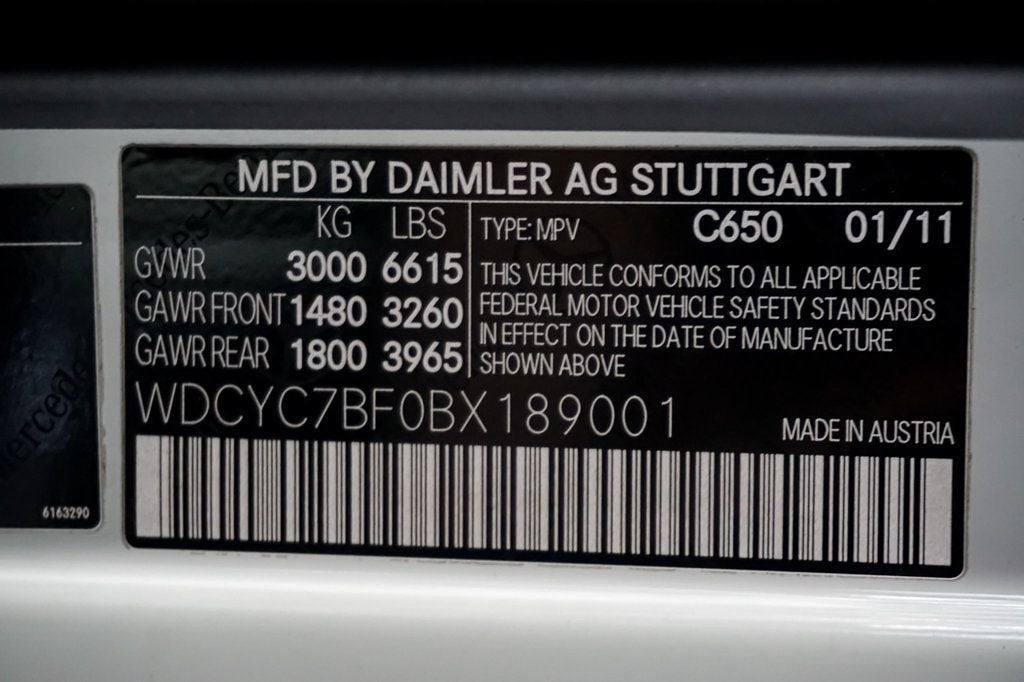 MFD BY DAIMLER AG STUTTGART
KG LBS
GVWR 3000 6615
GAWR FRONT 1480 3260
GAWR REAR 1800 3965
TYPE: MPV C650 01/11
THIS VEHICLE CONFORMS TO ALL APPLICABLE
FEDERAL MOTOR VEHICLE SAFETY STANDARDS
IN EFFECT ON THE DATE OF MANUFACTURE
SHOWN ABOVE
WDCYC7BF0BX189001
MADE IN AUSTRIA
6163290